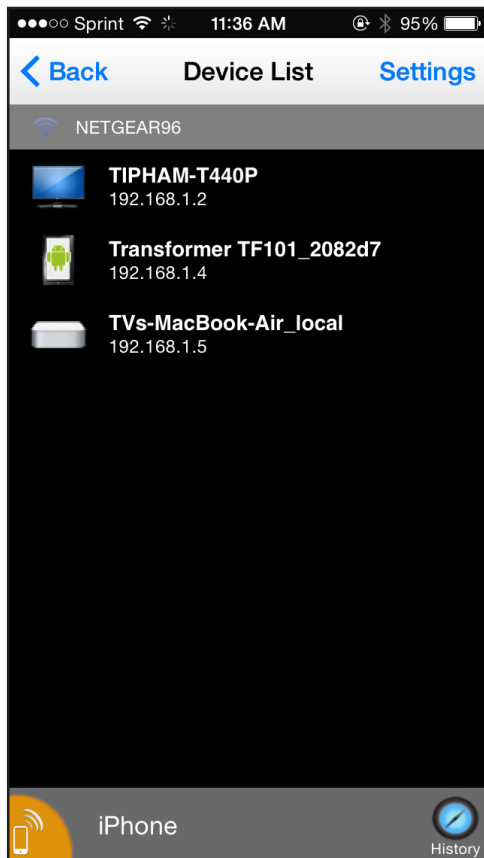 Sprint 11:36 AM 95%
Back Device List Settings
NETGEAR96
TIPHAM-T440P
192.168.1.2
Transformer TF101_2082d7
192.168.1.4
TVs-MacBook-Air_local
192.168.1.5
iPhone
History